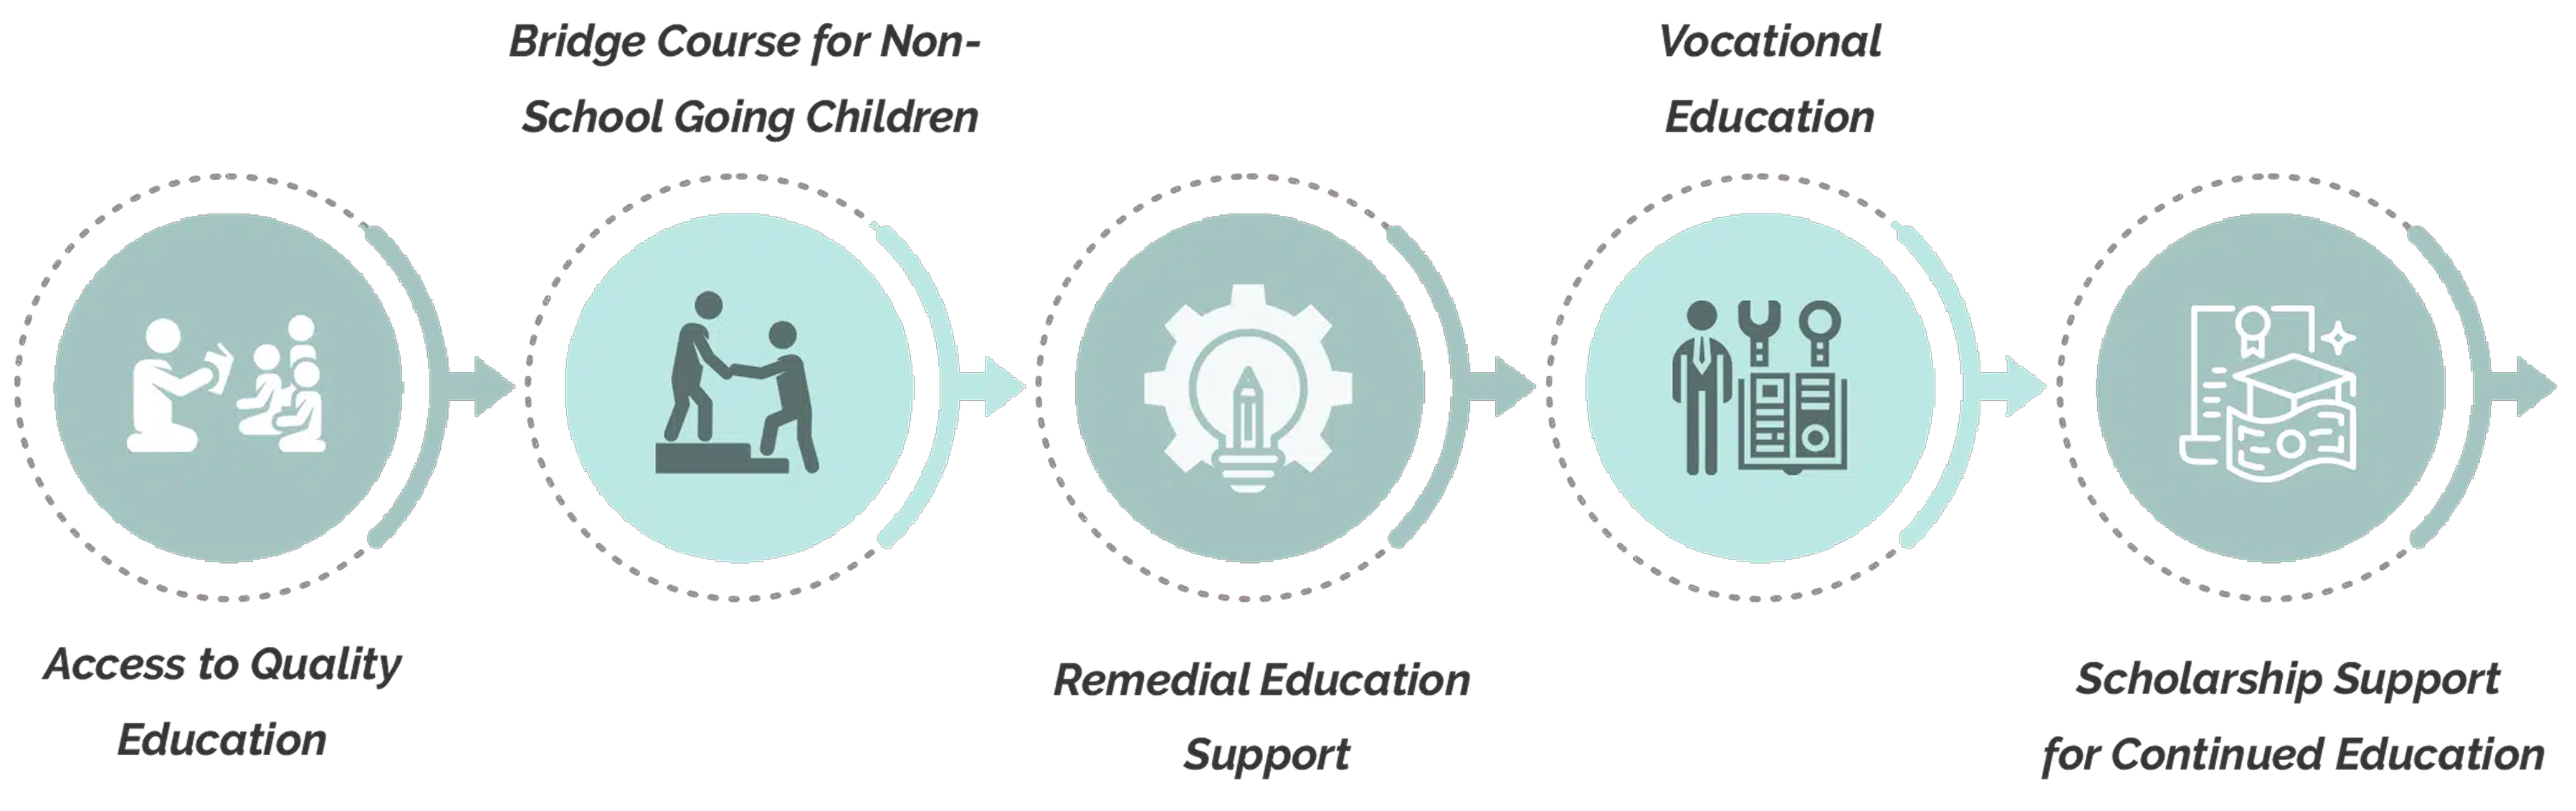 Access to Quality
Education
Bridge Course for Non-
School Going Children
Remedial Education
Support
Vocational
Education
Scholarship Support
for Continued Education